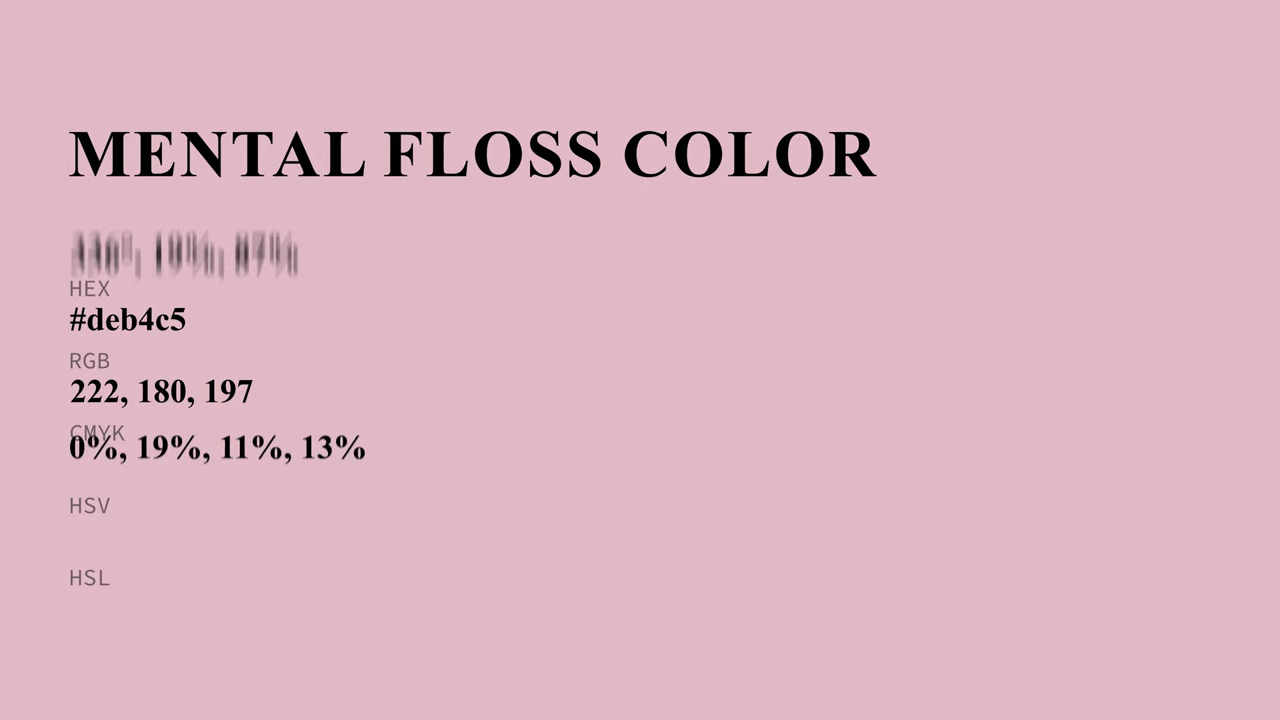 MENTAL FLOSS COLOR
HEX
#deb4c5
RGB
222, 180, 197
CMYK
0%, 19%, 11%, 13%
HSV
HSL